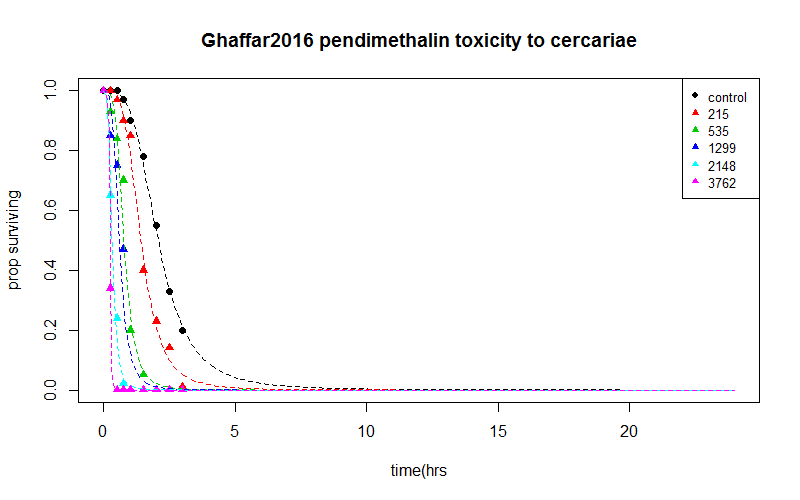 Ghaffar2016 pendimethalin toxicity to cercariae
prop surviving
1.0
0.8
0.6
0.4
0.2
0.0
control
215
535
1299
2148
3762
0 5 10 15 20
time(hrs